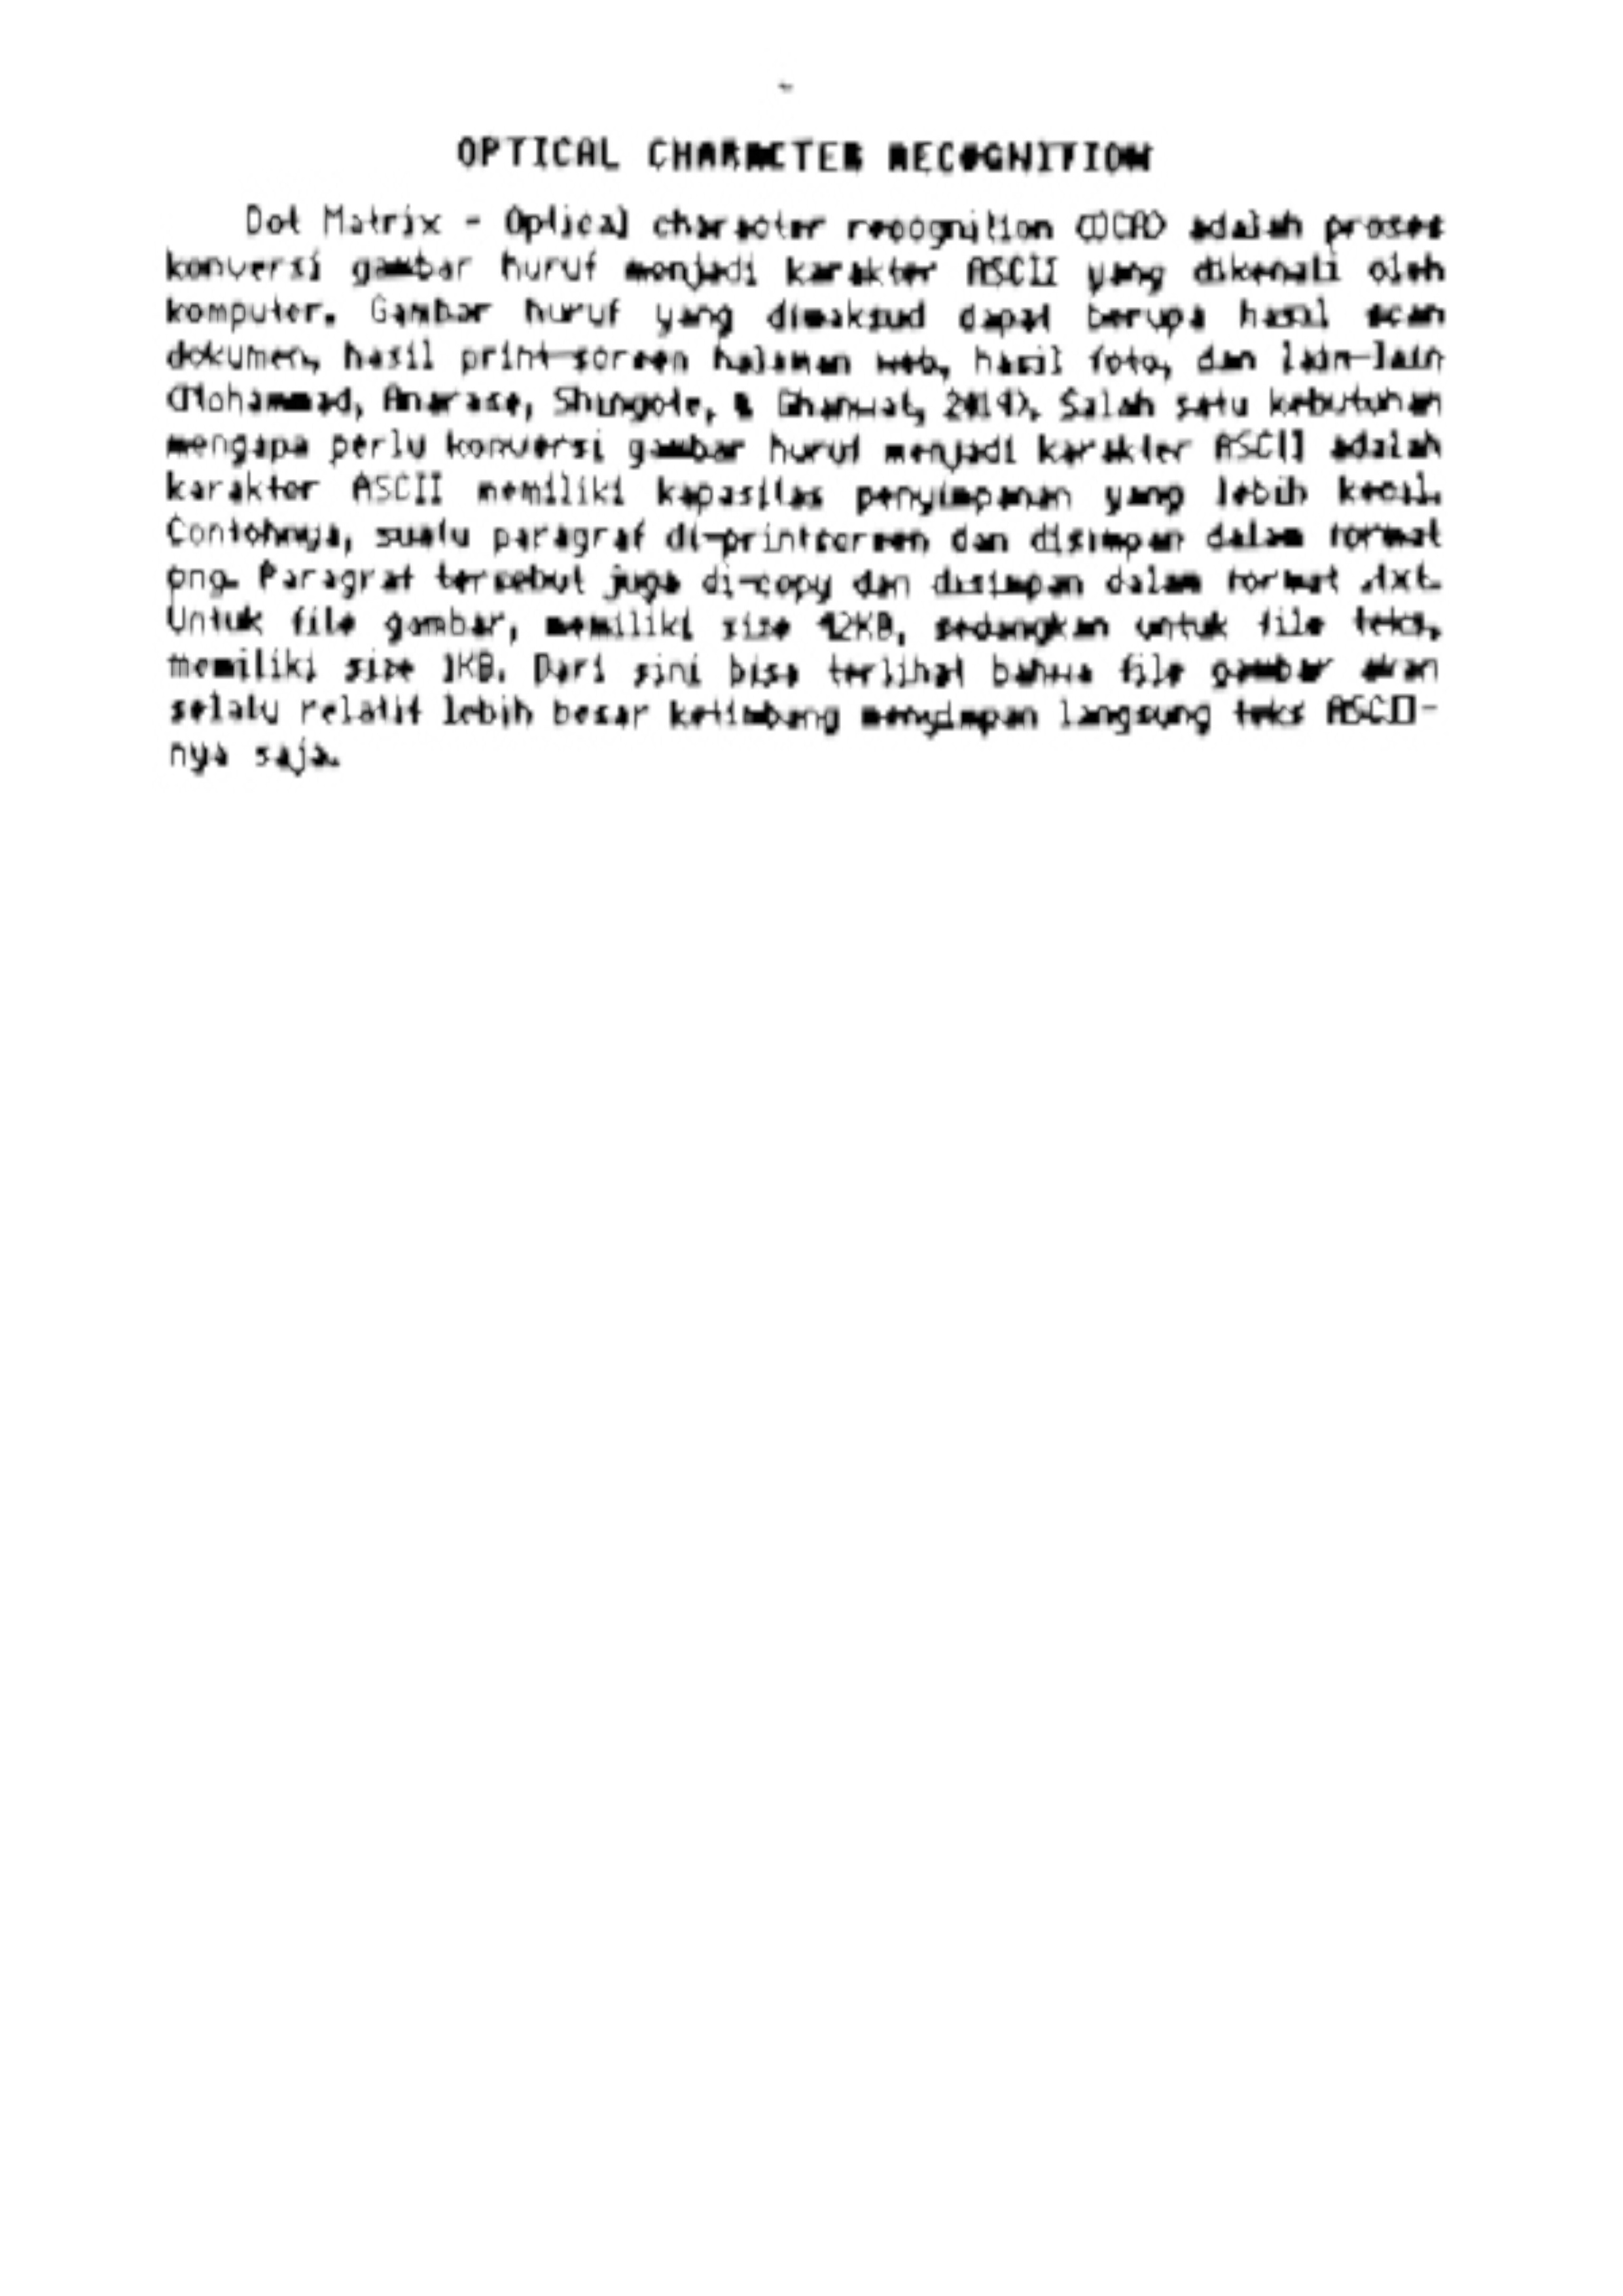 OPTICAL CHARACTER RECOGNITION
Dot Matrix - Optical character recognition (OCR) adalah proses
konversi gambar huruf menjadi karakter ASCII yang dikenali oleh
komputer. Gambar huruf yang dimaksud dapat berupa hasil scan
dokumen, hasil print-screen halaman web, hasil foto, dan lain-lain
(Mohammad, Anarase, Shingote, & Ghanwat, 2014). Salah satu kebutuhan
mengapa perlu konversi gambar huruf menjadi karakter ASCII adalah
karakter ASCII memiliki kapasitas penyimpanan yang lebih kecil.
Contohnya, suatu paragraf di-printscreen dan disimpan dalam format
png. Paragraf tersebut juga di-copy dan disimpan dalam format .txt.
Untuk file gambar, memiliki size 12KB, sedangkan untuk file teks,
memiliki size 1KB. Dari sini bisa terlihat bahwa file gambar akan
selalu relatif lebih besar ketimbang menyimpan langsung teks ASCII-
nya saja.